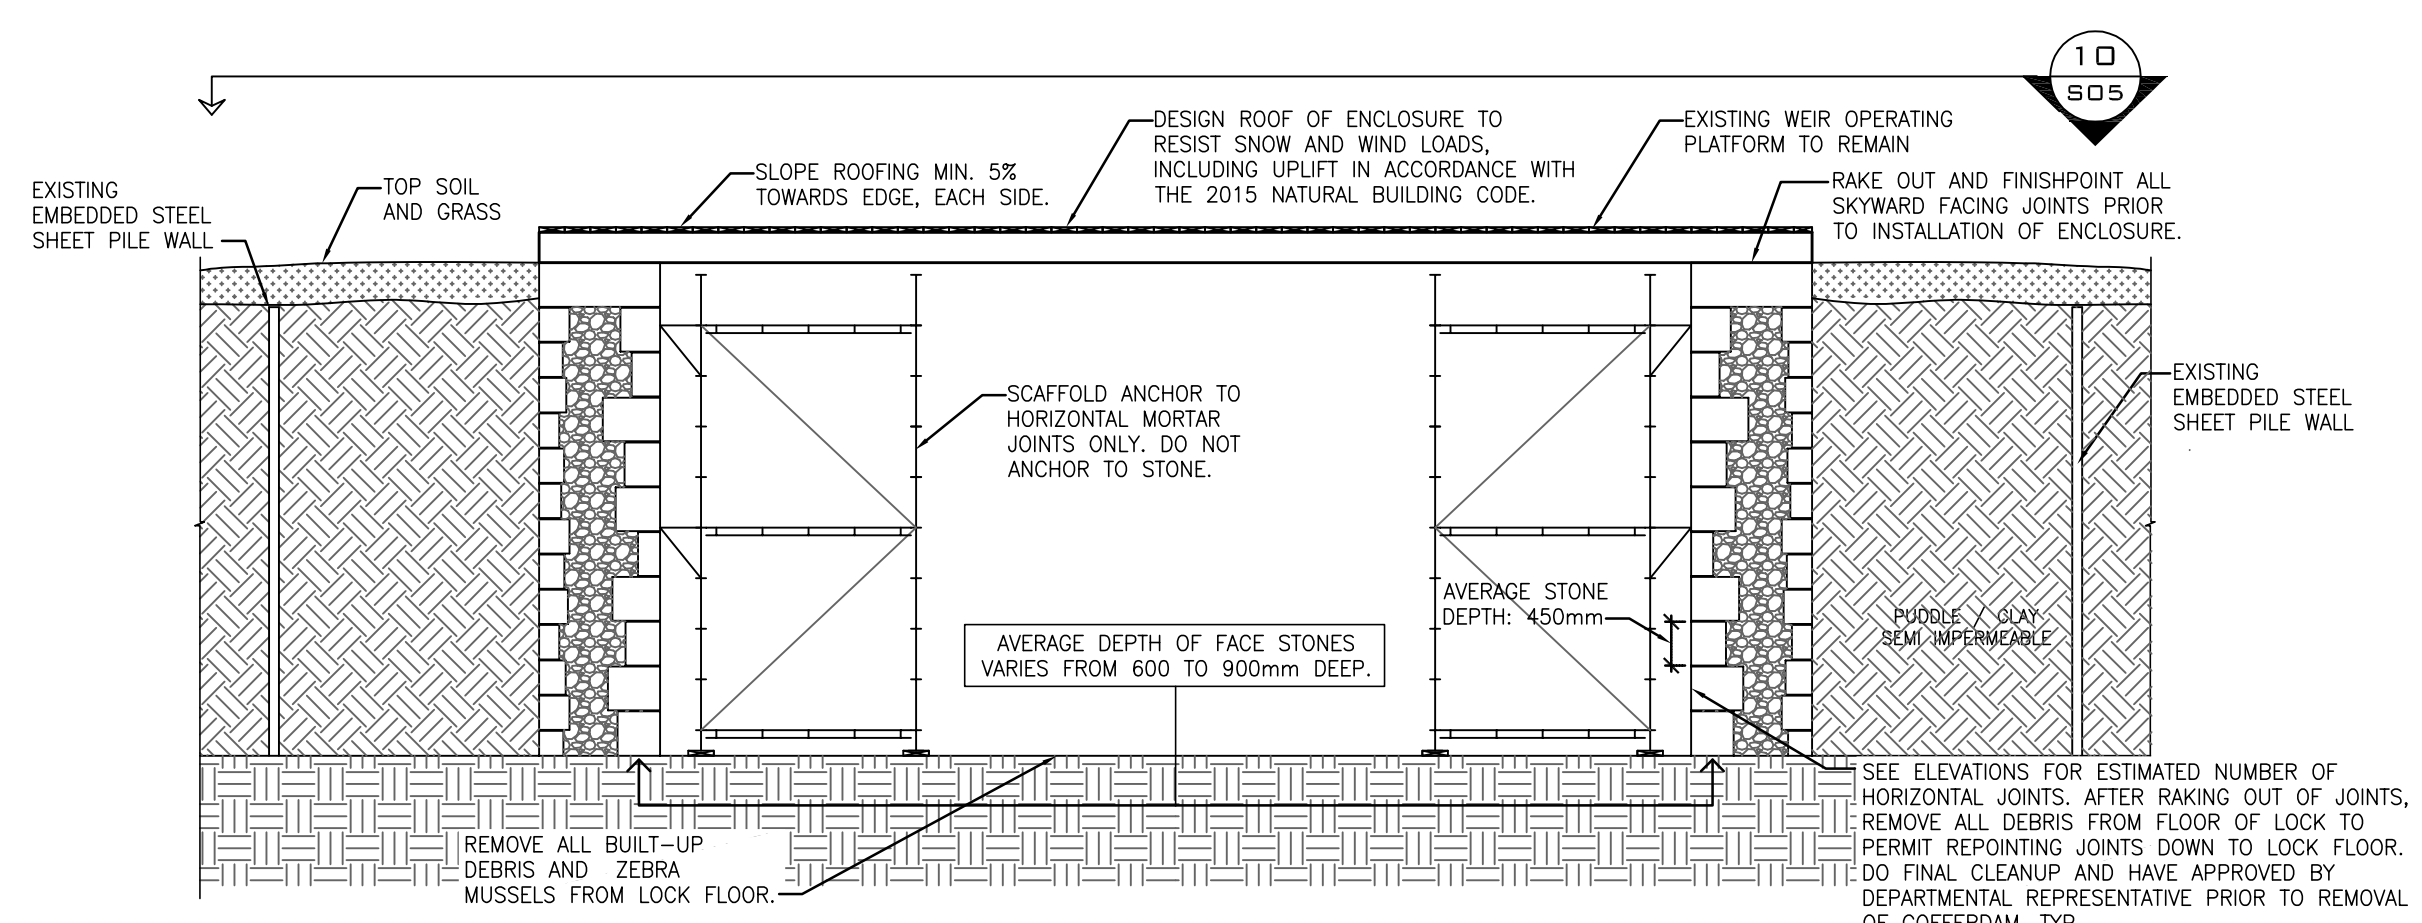 10
S05
DESIGN ROOF OF ENCLOSURE TO
RESIST SNOW AND WIND LOADS,
INCLUDING UPLIFT IN ACCORDANCE WITH
THE 2015 NATURAL BUILDING CODE.
EXISTING WEIR OPERATING
PLATFORM TO REMAIN
SLOPE ROOFING MIN. 5%
TOWARDS EDGE, EACH SIDE.
TOP SOIL
AND GRASS
EXISTING
EMBEDDED STEEL
SHEET PILE WALL
RAKE OUT AND FINISHPOINT ALL
SKYWARD FACING JOINTS PRIOR
TO INSTALLATION OF ENCLOSURE.
SCAFFOLD ANCHOR TO
HORIZONTAL MORTAR
JOINTS ONLY. DO NOT
ANCHOR TO STONE.
EXISTING
EMBEDDED STEEL
SHEET PILE WALL
AVERAGE STONE
DEPTH: 450mm
PUDDLE / CLAY
SEMI IMPERMEABLE
AVERAGE DEPTH OF FACE STONES
VARIES FROM 600 TO 900mm DEEP.
REMOVE ALL BUILT-UP
DEBRIS AND ZEBRA
MUSSELS FROM LOCK FLOOR.
SEE ELEVATIONS FOR ESTIMATED NUMBER OF
HORIZONTAL JOINTS. AFTER RAKING OUT OF JOINTS,
REMOVE ALL DEBRIS FROM FLOOR OF LOCK TO
PERMIT REPOINTING JOINTS DOWN TO LOCK FLOOR.
DO FINAL CLEANUP AND HAVE APPROVED BY
DEPARTMENTAL REPRESENTATIVE PRIOR TO REMOVAL
OF COFFERDAM, TYP.